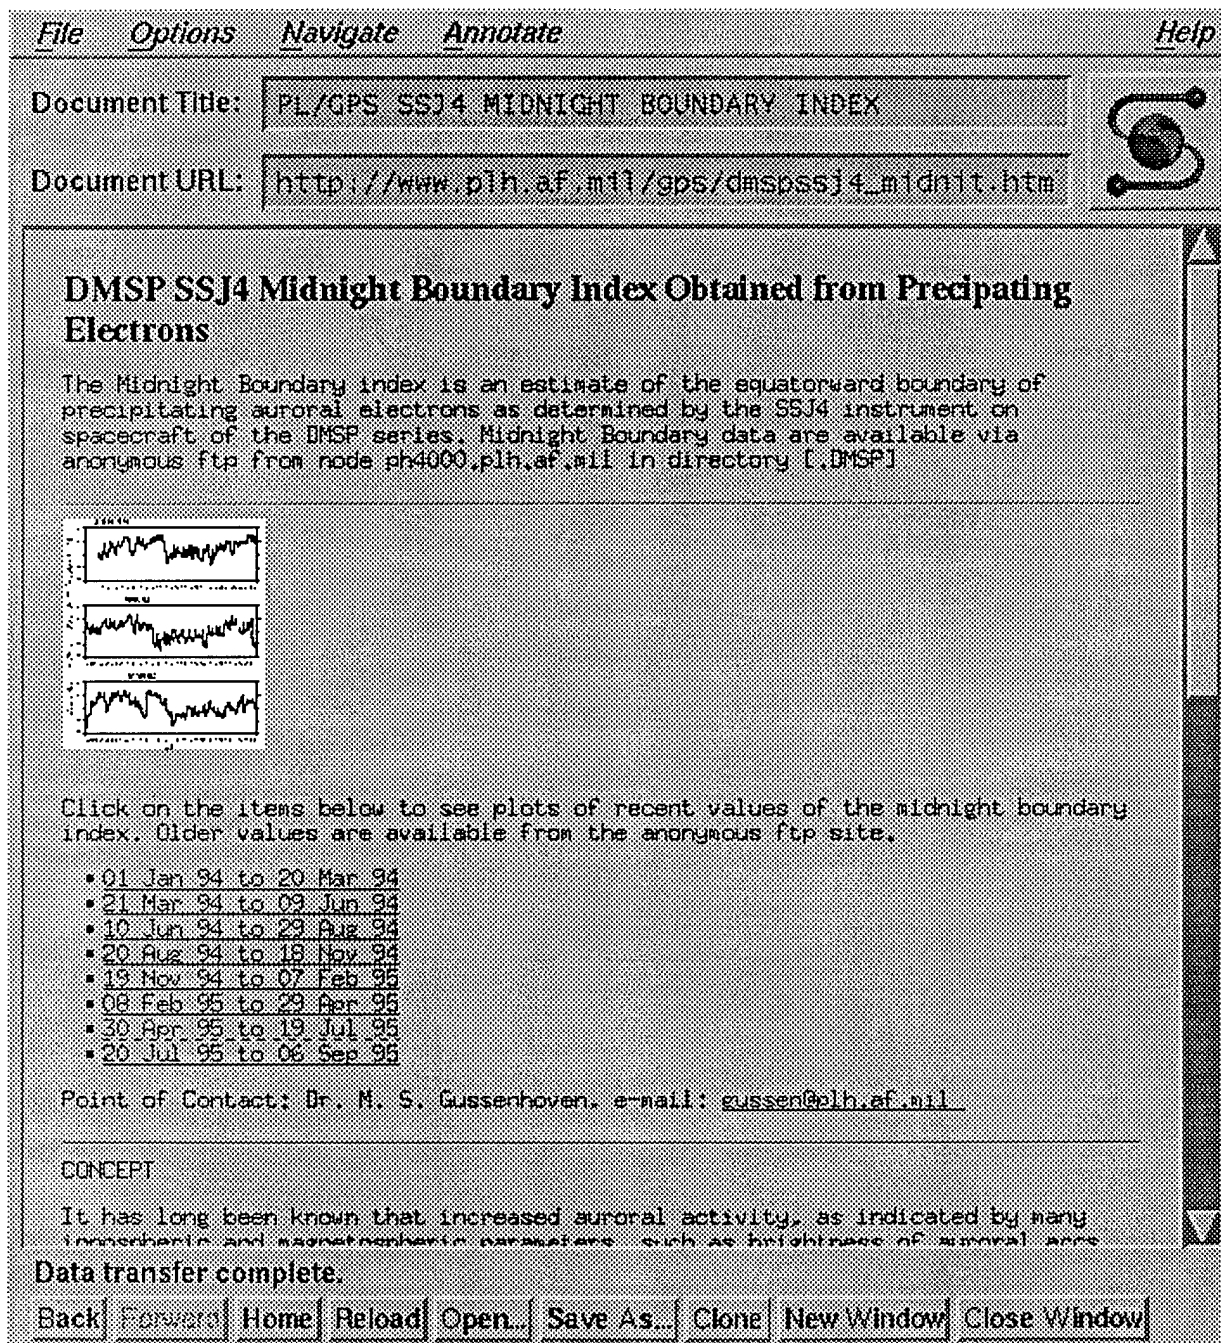 File Options Navigate Annotate Help
Document Title: PL/GPS SSJ4 MIDNIGHT BOUNDARY INDEX
Document URL: http://www.plh.af.mil/gps/dmspssj4_midnit.htm
DMSP SSJ4 Midnight Boundary Index Obtained from Precipating
Electrons
The Midnight Boundary index is an estimate of the equatorward boundary of
precipitating auroral electrons as determined by the SSJ4 instrument on
spacecraft of the DMSP series. Midnight Boundary data are available via
anonymous ftp from node ph4000.plh.af.mil in directory [.DMSP]
Click on the items below to see plots of recent values of the midnight boundary
index. Older values are available from the anonymous ftp site.
01 Jan 94 to 20 Mar 94
21 Mar 94 to 09 Jun 94
10 Jun 94 to 29 Aug 94
20 Aug 94 to 18 Nov 94
19 Nov 94 to 07 Feb 95
08 Feb 95 to 29 Apr 95
30 Apr 95 to 19 Jul 95
20 Jul 95 to 06 Sep 95
Point of Contact: Dr. M. S. Gussenhoven, e-mail: gussen@plh.af.mil
CONCEPT
It has long been known that increased auroral activity, as indicated by many
ionospheric and magnetospheric parameters, such as brightness of auroral arcs
Data transfer complete.
Back Forward Home Reload Open... Save As... Clone New Window Close Window